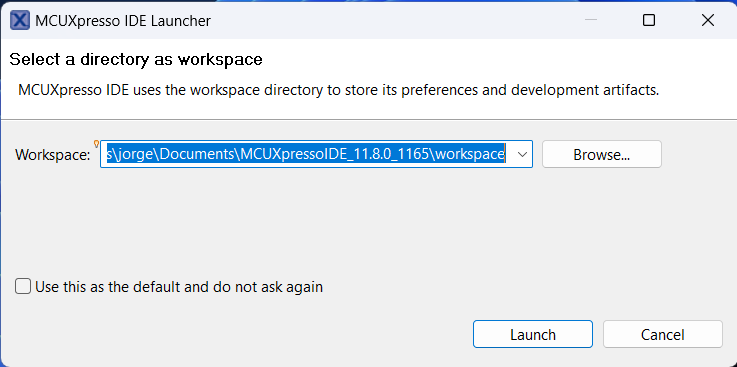 MCUXpresso IDE Launcher
Select a directory as workspace
MCUXpresso IDE uses the workspace directory to store its preferences and development artifacts.
Workspace: s\jorge\Documents\MCUXpressoIDE_11.8.0_1165\workspace Browse...
Use this as the default and do not ask again
Launch Cancel